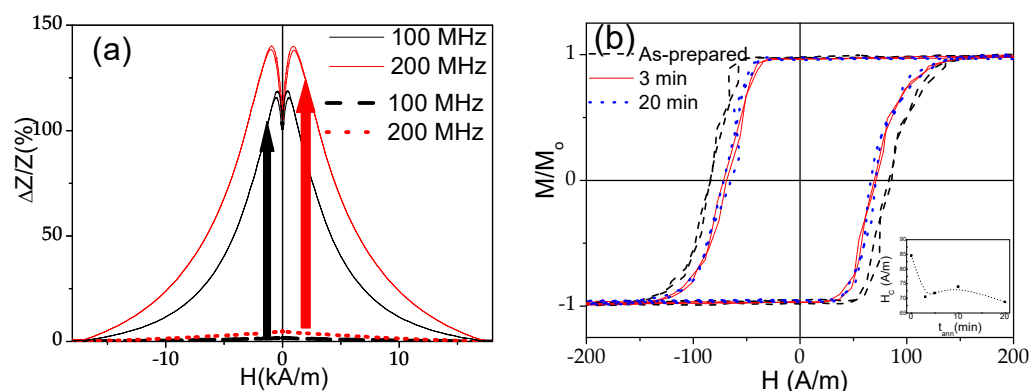 (a)
100 MHz
200 MHz
100 MHz
200 MHz
150
100
50
0
ΔZ/Z(%)
-10
0
10
H(kA/m)
(b)
As-prepared
3 min
20 min
1
0
-1
M/Mo
-200
-100
0
100
200
H (A/m)
90
85
80
75
70
65
HC (A/m)
0
10
20
tann(min)